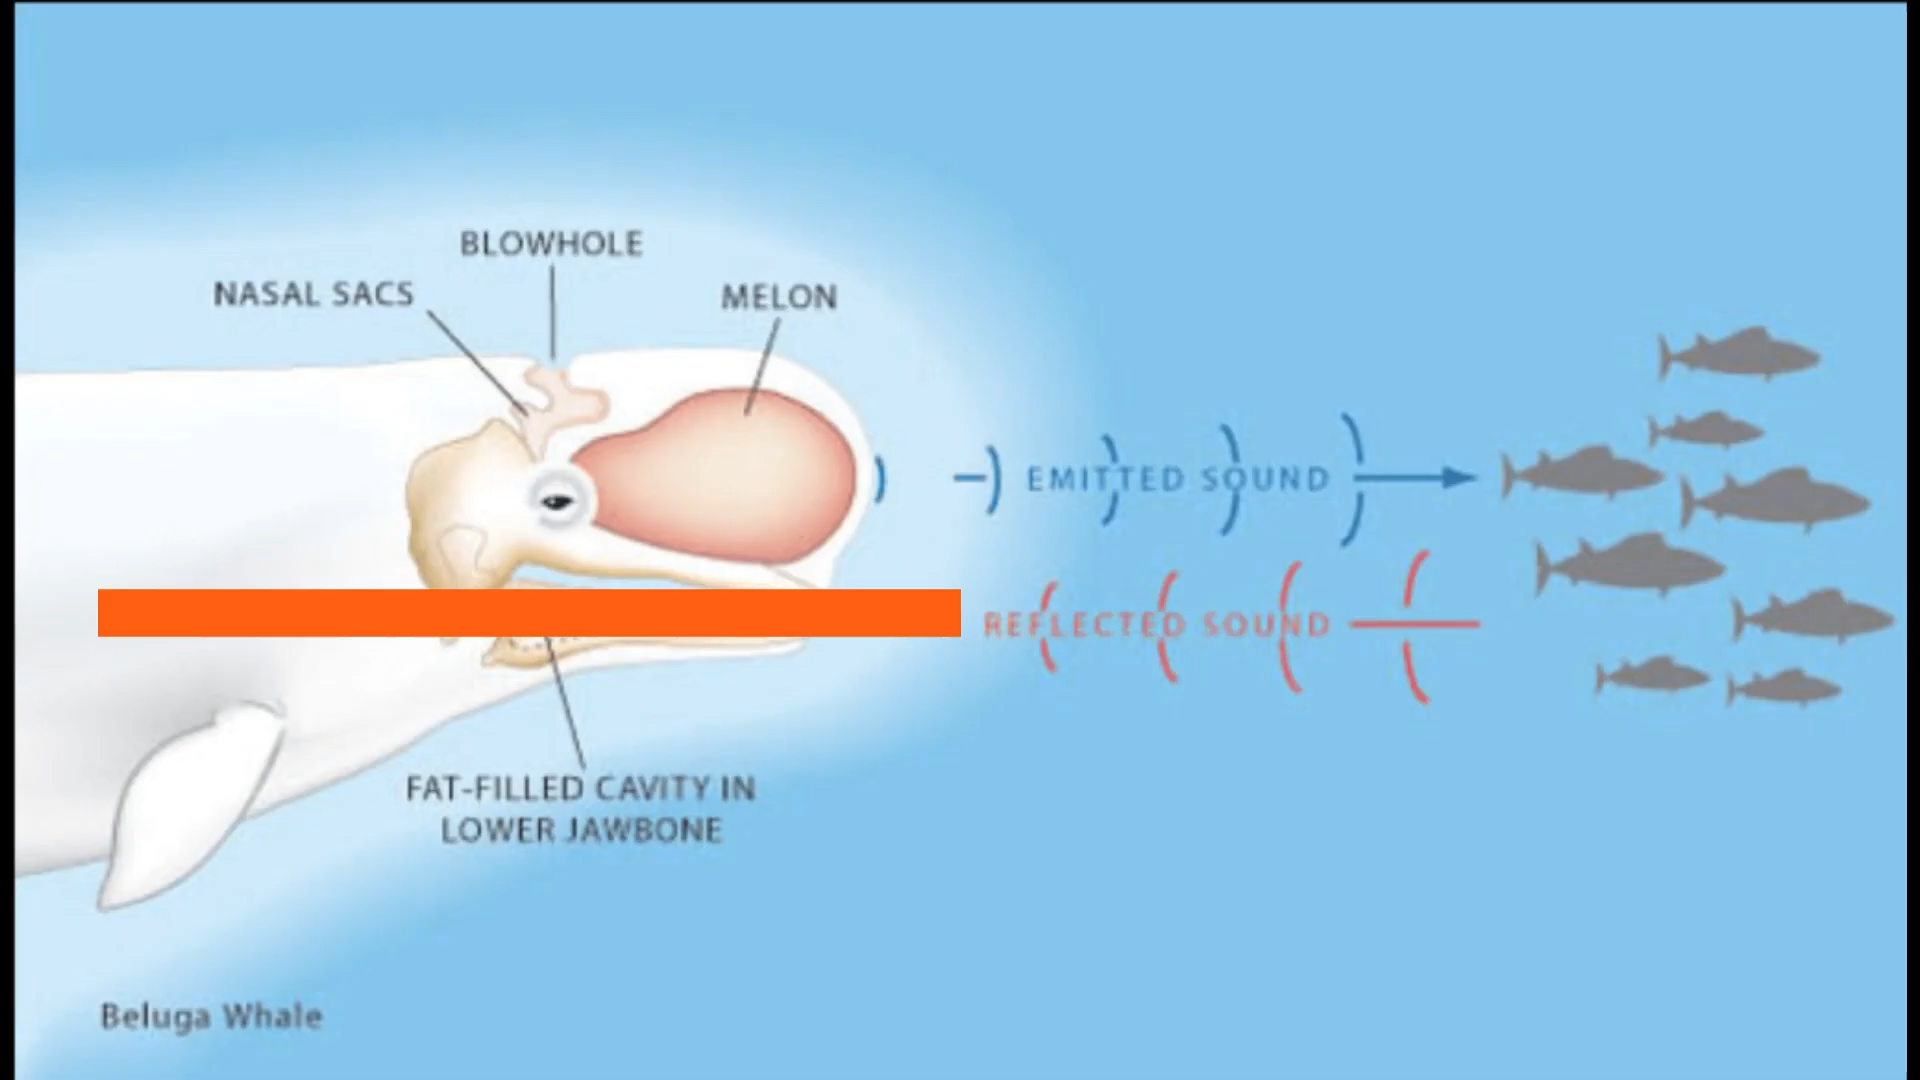 BLOWHOLE
NASAL SACS
MELON
EMITTED SOUND
REFLECTED SOUND
FAT-FILLED CAVITY IN
LOWER JAWBONE
Beluga Whale